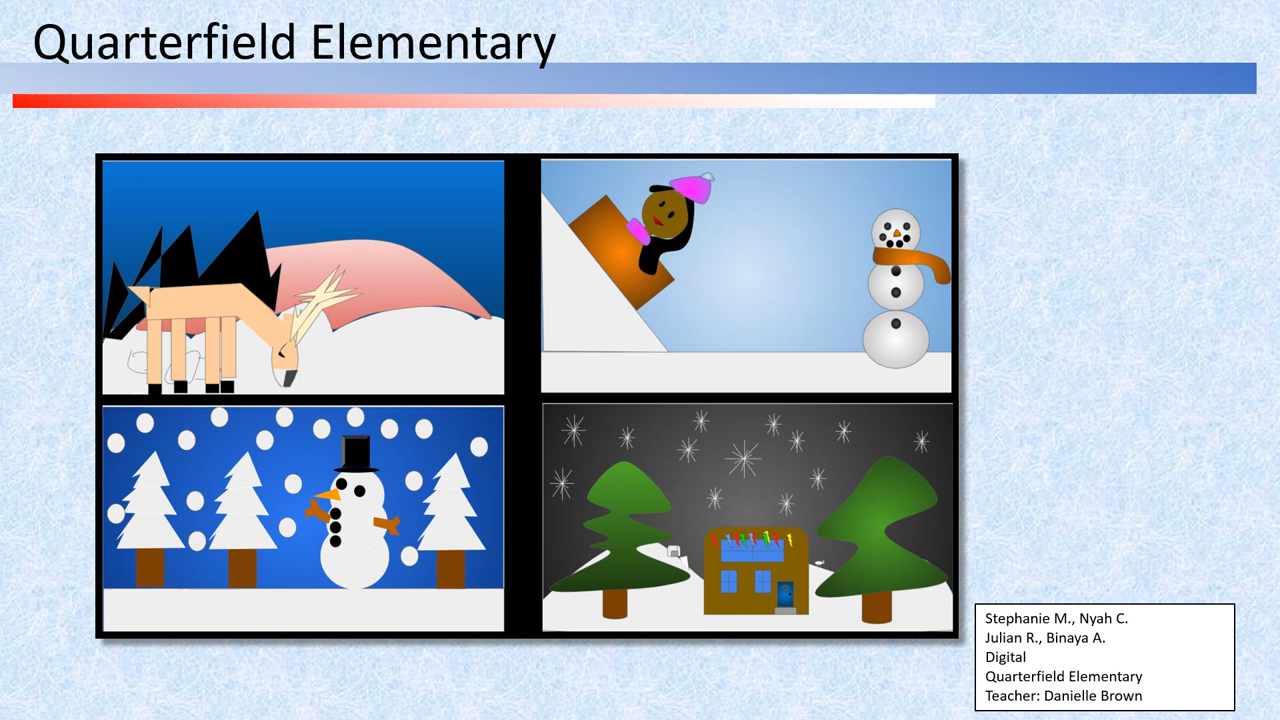 Quarterfield Elementary
Stephanie M., Nyah C.
Julian R., Binaya A.
Digital
Quarterfield Elementary
Teacher: Danielle Brown